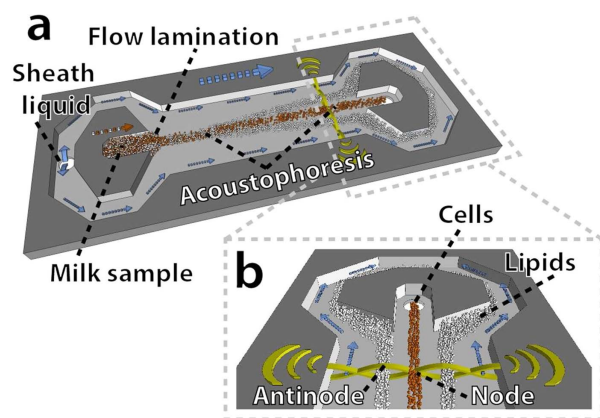 a
Flow lamination
Sheath
liquid
Acoustophoresis
Milk sample
b
Cells
Lipids
Antinode
Node